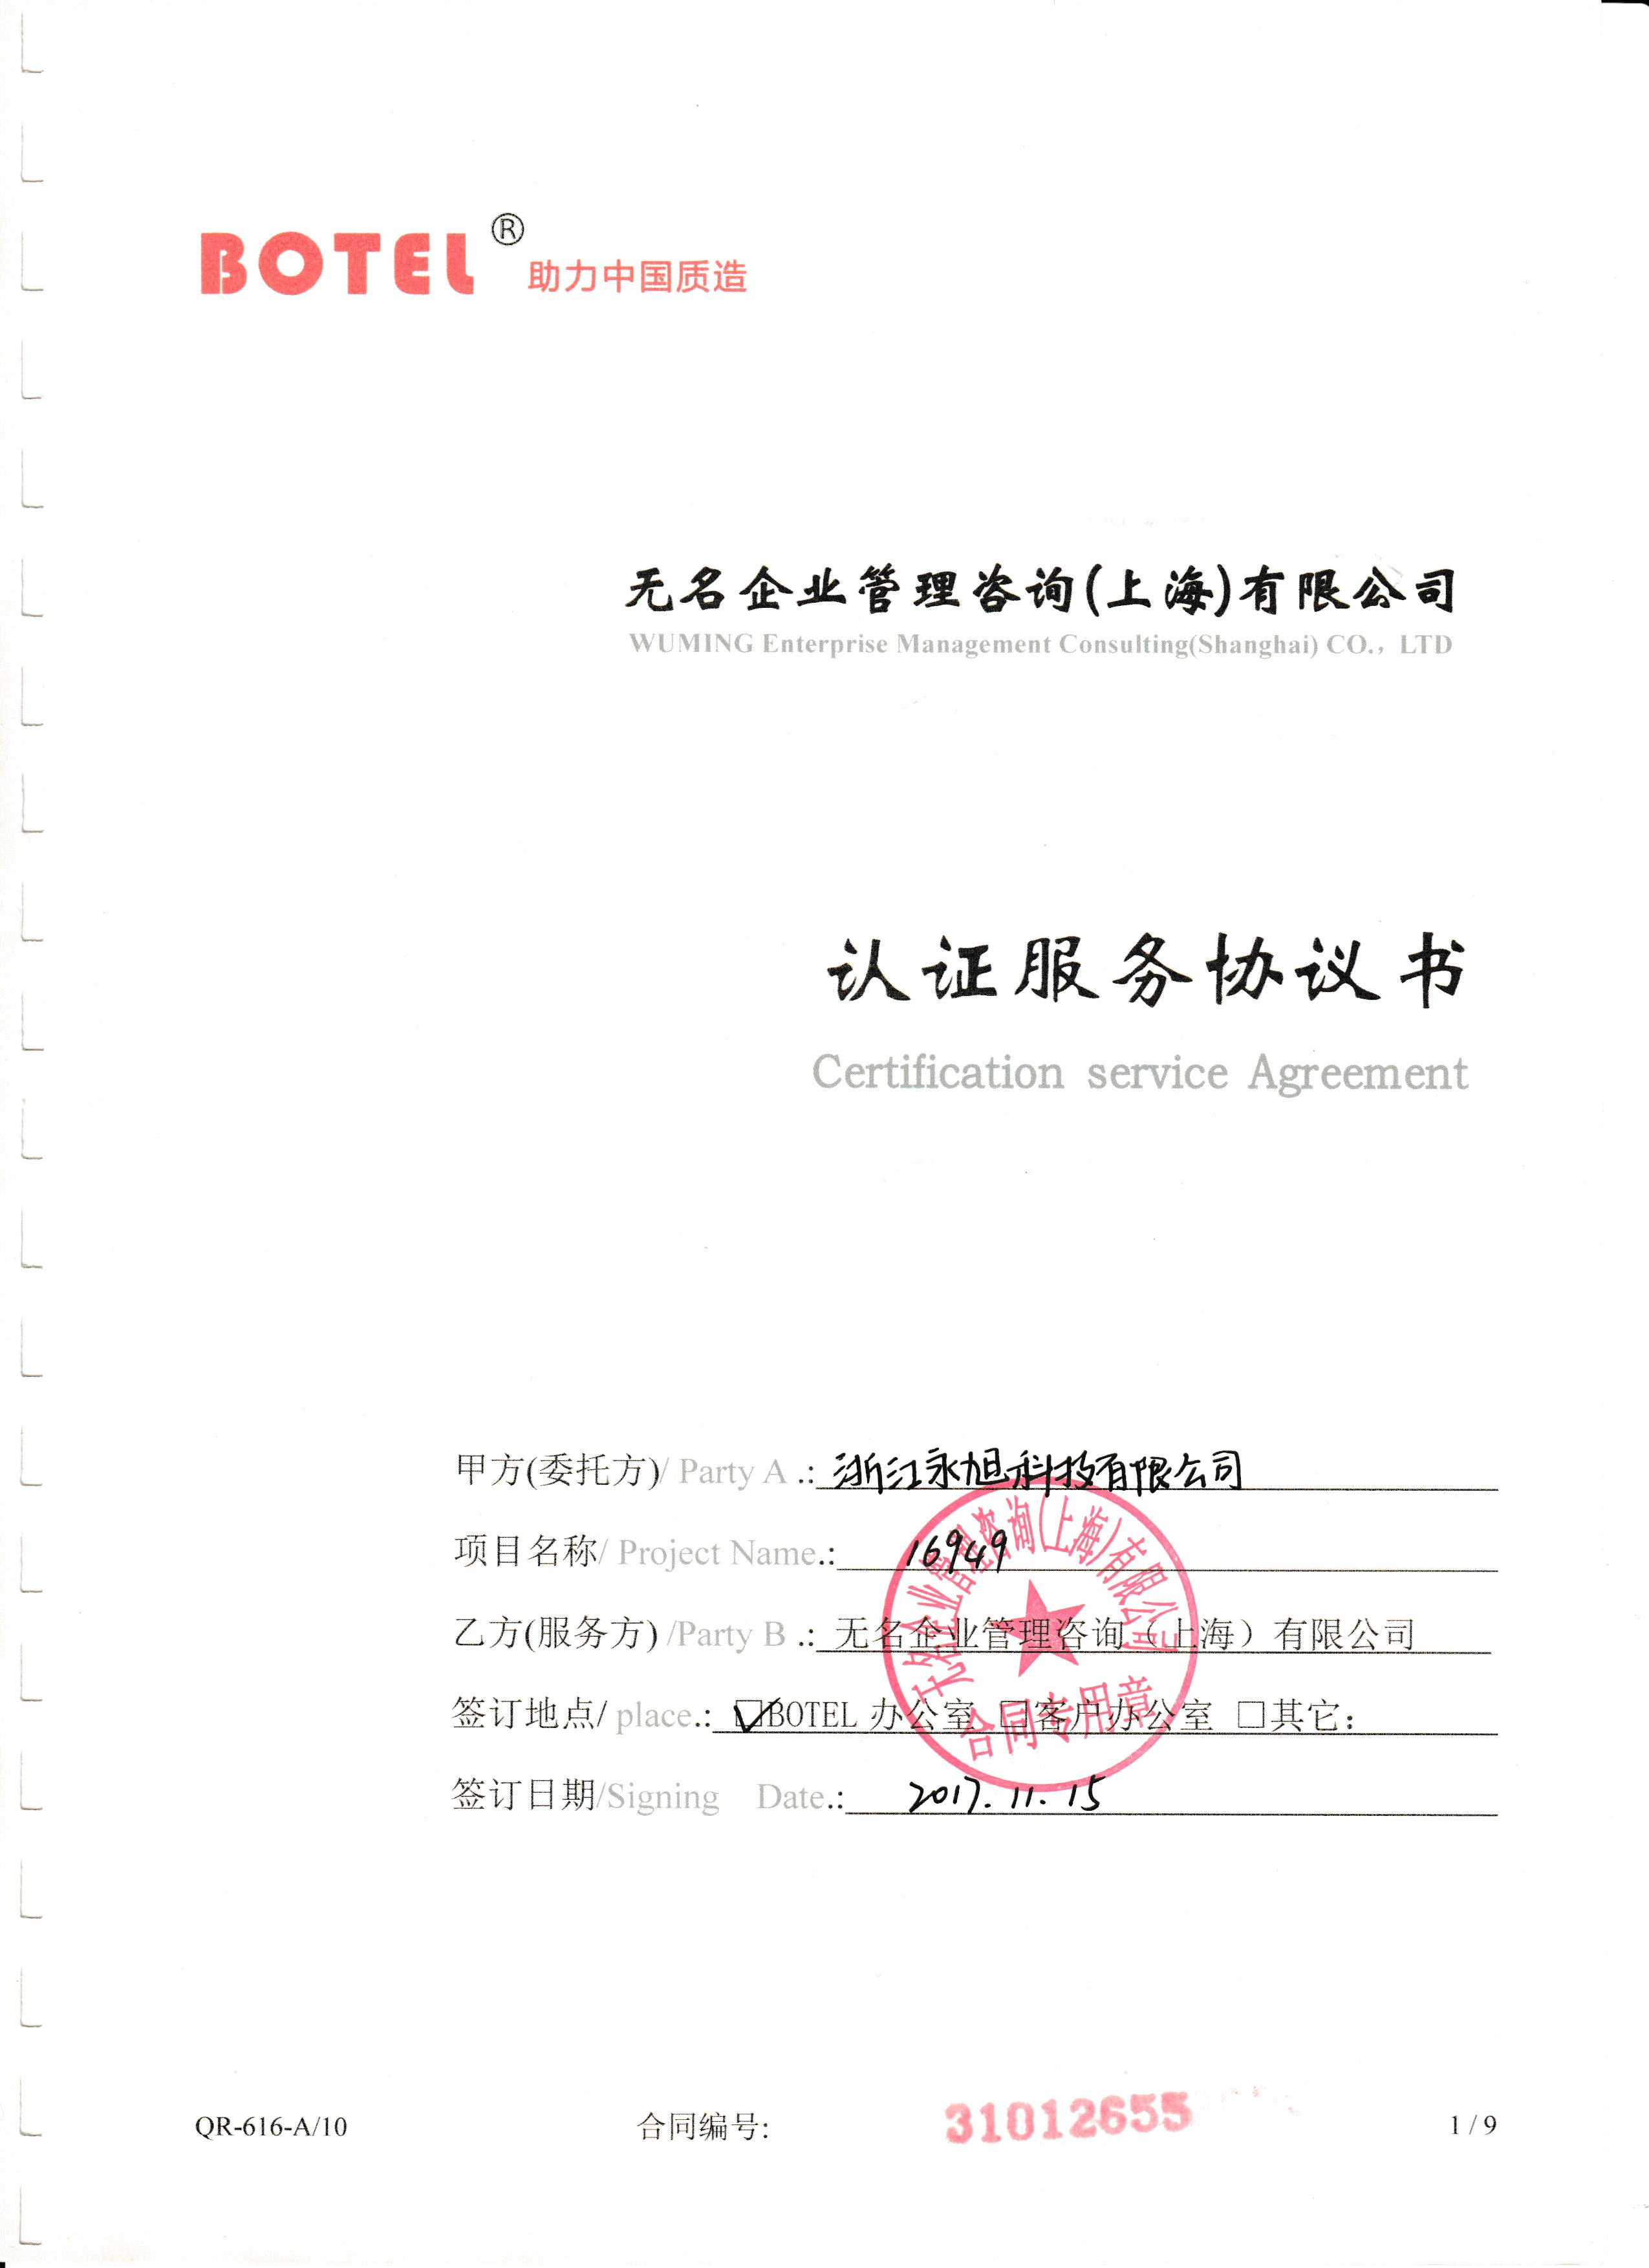 BOTEL® 助力中国质造
无名企业管理咨询(上海)有限公司
WUMING Enterprise Management Consulting(Shanghai) CO.，LTD
认证服务协议书
Certification service Agreement
甲方(委托方)/ Party A .: 浙江永旭科技有限公司
项目名称/ Project Name.: 16949
乙方(服务方) /Party B .: 无名企业管理咨询（上海）有限公司
签订地点/ place.: ☑BOTEL 办公室 □客户办公室 □其它:
签订日期/Signing Date.: 2017. 11. 15
无名企业管理咨询(上海)有限公司
合同专用章
QR-616-A/10 合同编号: 31012655 1 / 9